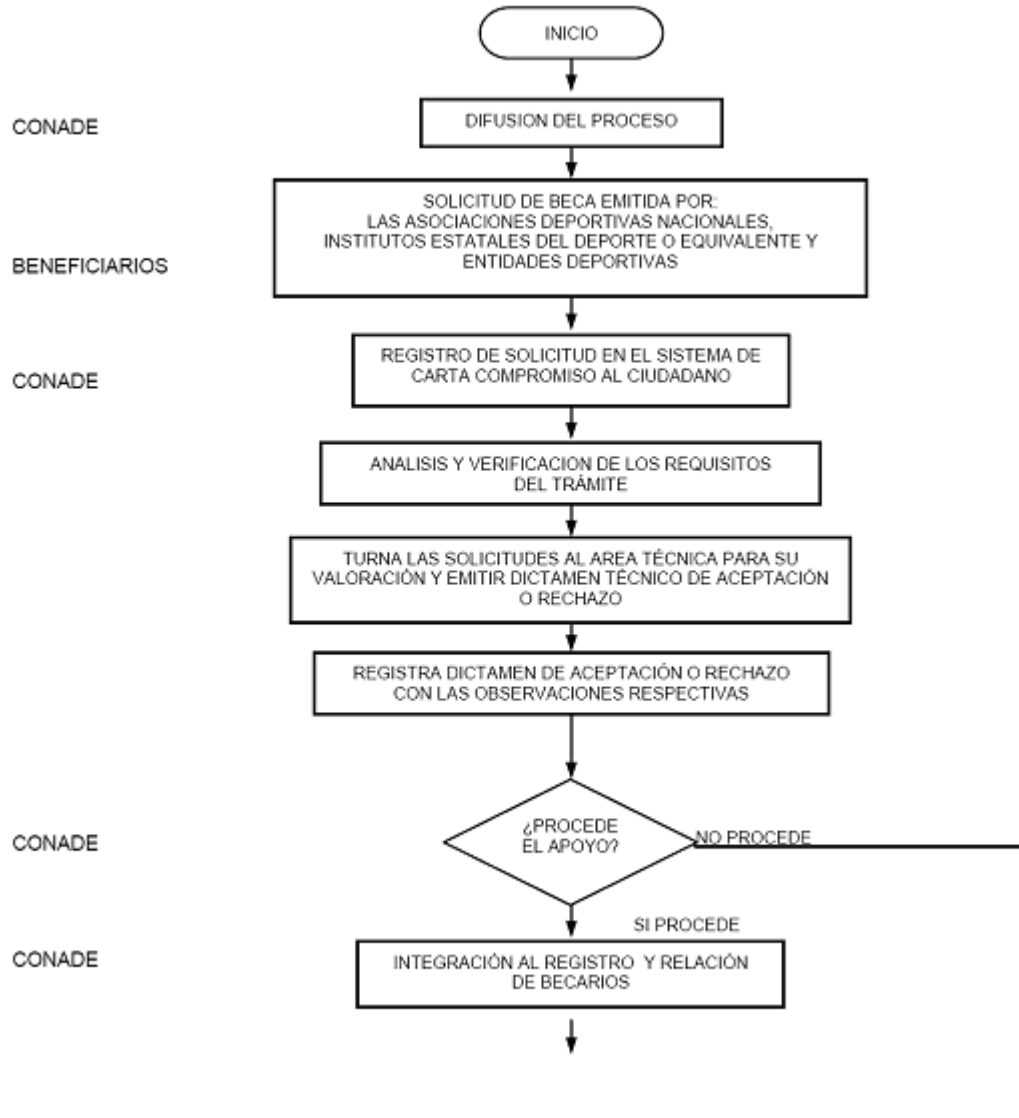 INICIO
CONADE
DIFUSION DEL PROCESO
SOLICITUD DE BECA EMITIDA POR:
LAS ASOCIACIONES DEPORTIVAS NACIONALES,
INSTITUTOS ESTATALES DEL DEPORTE O EQUIVALENTE Y
ENTIDADES DEPORTIVAS
BENEFICIARIOS
REGISTRO DE SOLICITUD EN EL SISTEMA DE
CARTA COMPROMISO AL CIUDADANO
CONADE
ANALISIS Y VERIFICACION DE LOS REQUISITOS
DEL TRÁMITE
TURNA LAS SOLICITUDES AL AREA TÉCNICA PARA SU
VALORACIÓN Y EMITIR DICTAMEN TÉCNICO DE ACEPTACIÓN
O RECHAZO
REGISTRA DICTAMEN DE ACEPTACIÓN O RECHAZO
CON LAS OBSERVACIONES RESPECTIVAS
CONADE
¿PROCEDE
EL APOYO?
NO PROCEDE
SI PROCEDE
CONADE
INTEGRACIÓN AL REGISTRO Y RELACIÓN
DE BECARIOS